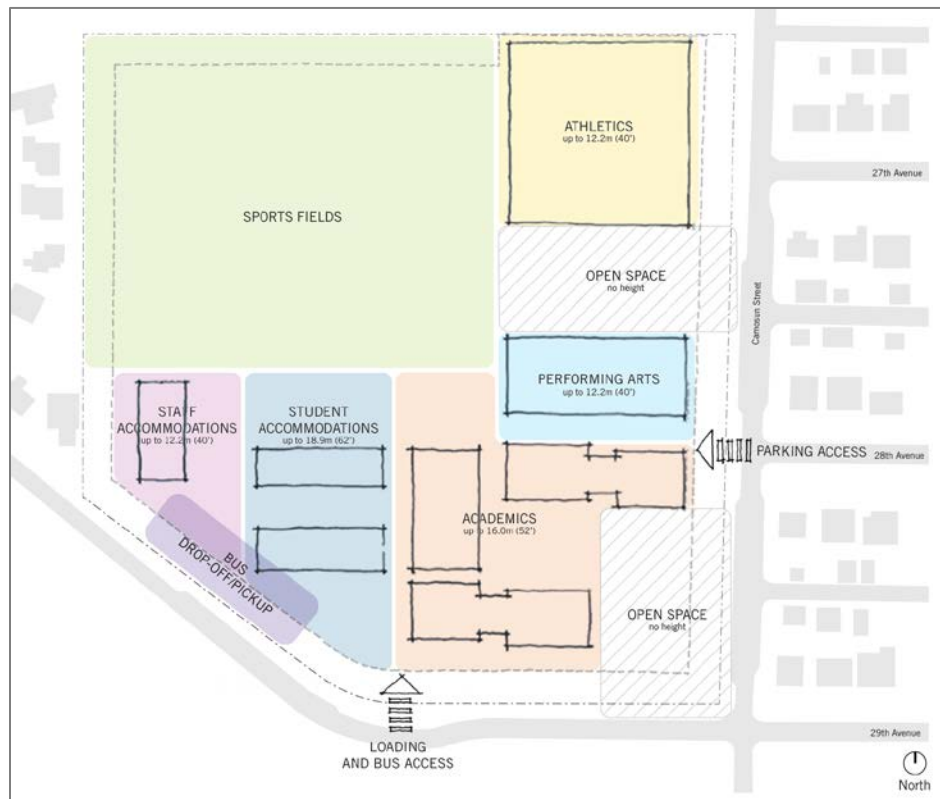 ATHLETICS
up to 12.2m (40')
27th Avenue
SPORTS FIELDS
OPEN SPACE
no height
Camosun Street
PERFORMING ARTS
up to 12.2m (40')
STAFF
ACCOMMODATIONS
up to 12.2m (40')
STUDENT
ACCOMMODATIONS
up to 18.9m (62')
PARKING ACCESS
28th Avenue
ACADEMICS
up to 16.0m (52')
BUS
DROP-OFF/PICKUP
OPEN SPACE
no height
29th Avenue
LOADING
AND BUS ACCESS
North